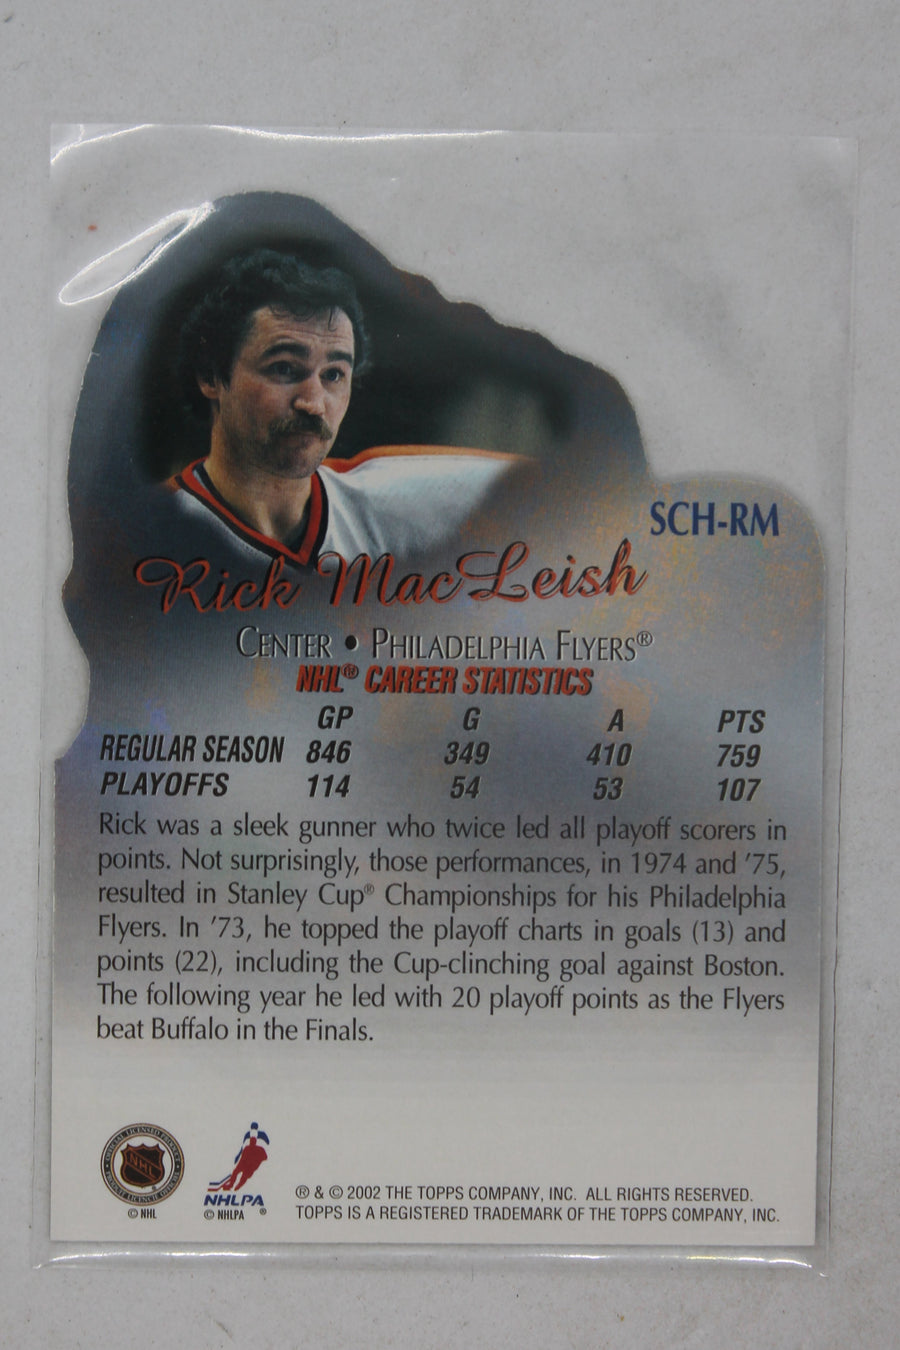 SCH-RM
Rick MacLeish
CENTER • PHILADELPHIA FLYERS®
NHL® CAREER STATISTICS
GP G A PTS
REGULAR SEASON 846 349 410 759
PLAYOFFS 114 54 53 107
Rick was a sleek gunner who twice led all playoff scorers in
points. Not surprisingly, those performances, in 1974 and '75,
resulted in Stanley Cup® Championships for his Philadelphia
Flyers. In '73, he topped the playoff charts in goals (13) and
points (22), including the Cup-clinching goal against Boston.
The following year he led with 20 playoff points as the Flyers
beat Buffalo in the Finals.
OFFICIAL LICENSED PRODUCT
NHL
© NHL
NHLPA
© NHLPA ®
® & © 2002 THE TOPPS COMPANY, INC. ALL RIGHTS RESERVED.
TOPPS IS A REGISTERED TRADEMARK OF THE TOPPS COMPANY, INC.